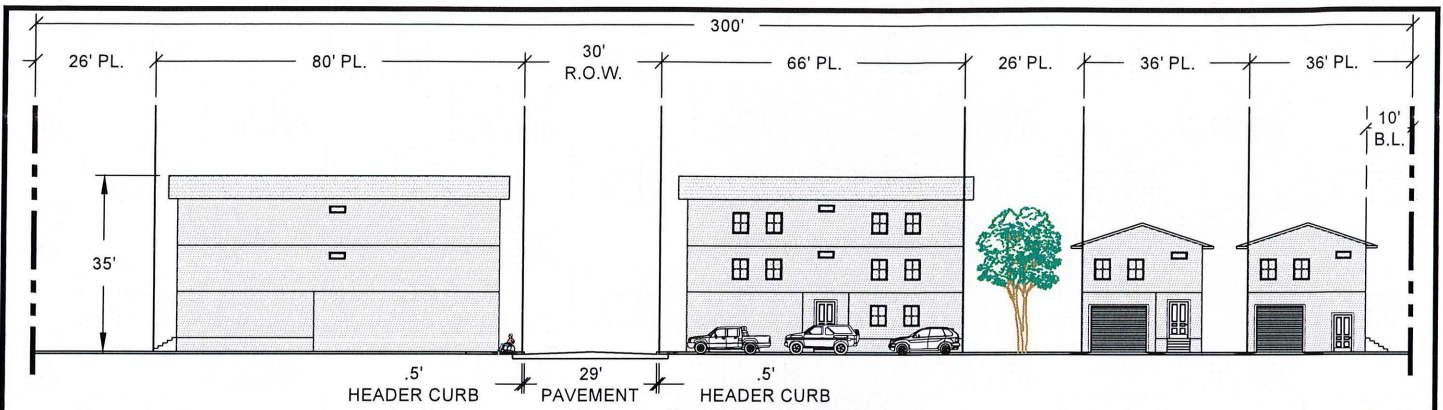 300'
26' PL.
80' PL.
30'
R.O.W.
66' PL.
26' PL.
36' PL.
36' PL.
10'
B.L.
35'
.5'
HEADER CURB
29'
PAVEMENT
.5'
HEADER CURB